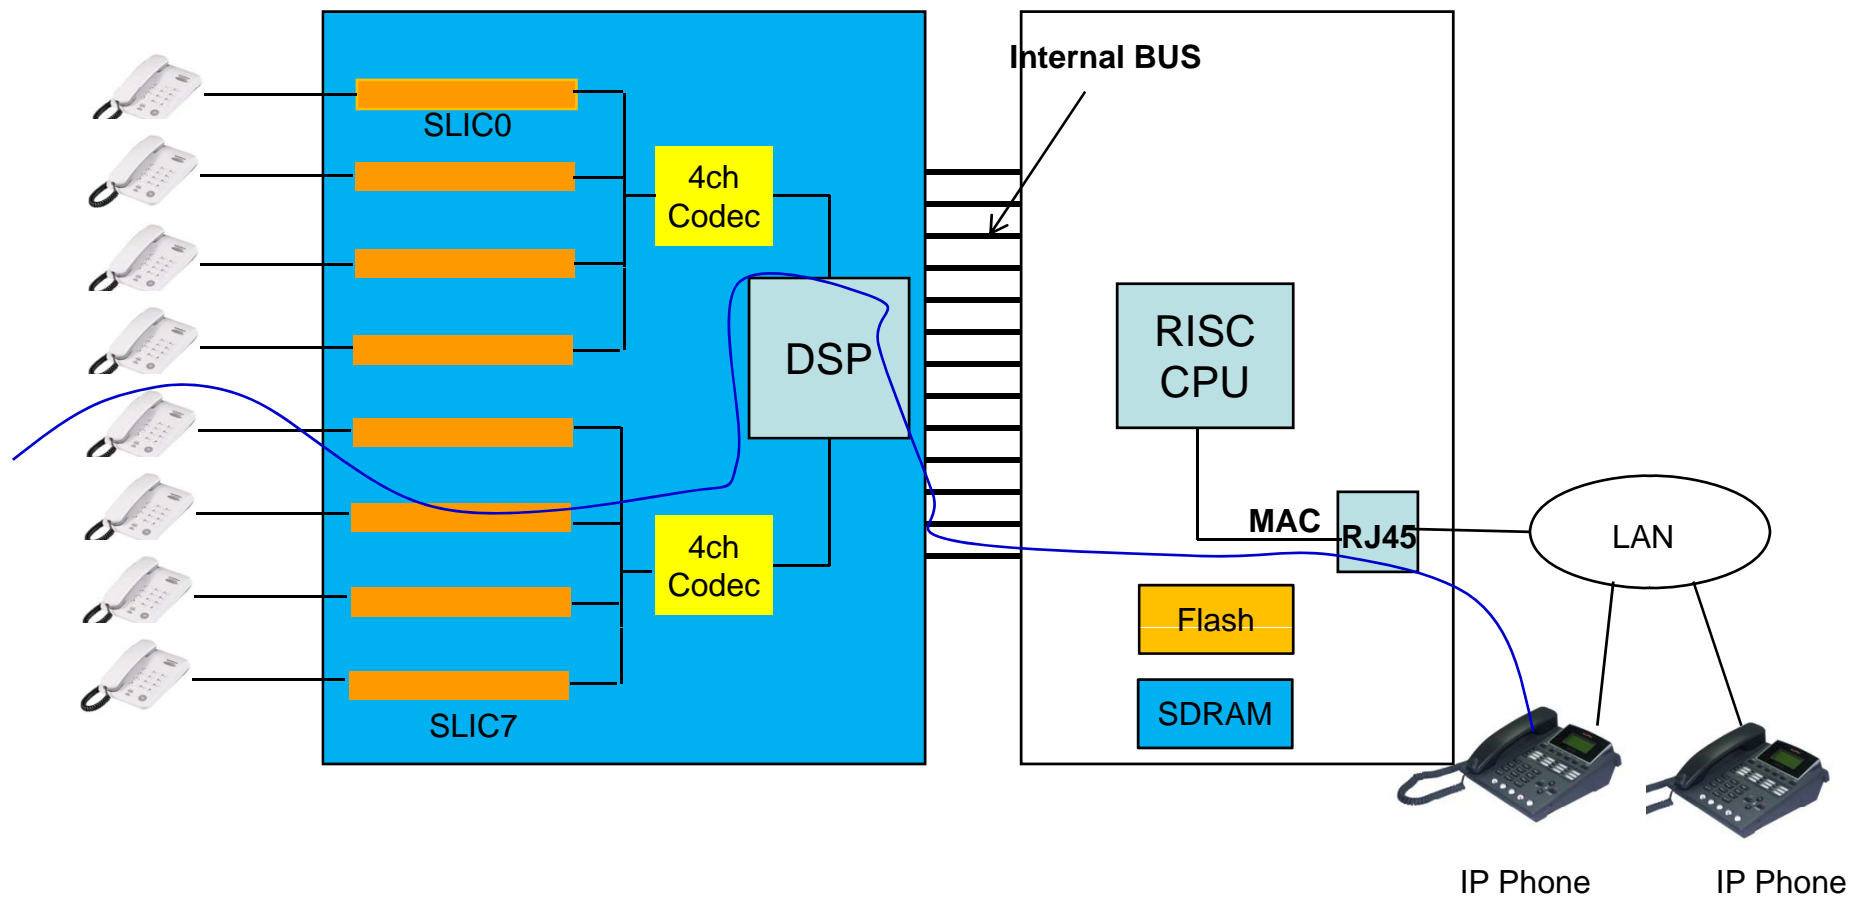 Internal BUS
SLIC0
4ch
Codec
DSP
RISC
CPU
MAC
RJ45
LAN
4ch
Codec
Flash
SDRAM
SLIC7
IP Phone
IP Phone